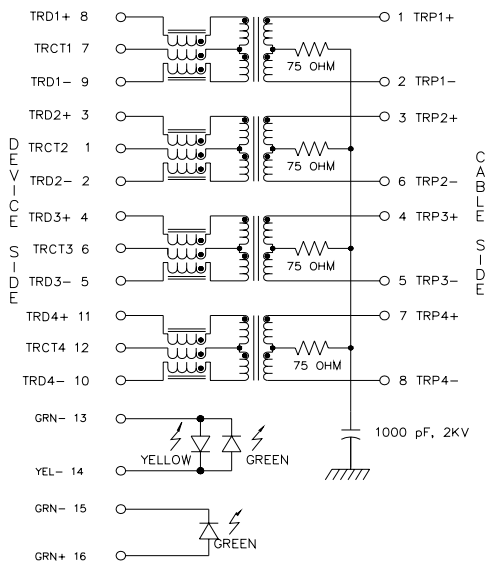 TRD1+ 8
1 TRP1+
TRCT1 7
75 OHM
TRD1- 9
2 TRP1-
TRD2+ 3
3 TRP2+
TRCT2 1
75 OHM
TRD2- 2
6 TRP2-
DEVICE SIDE
CABLE SIDE
TRD3+ 4
4 TRP3+
TRCT3 6
75 OHM
TRD3- 5
5 TRP3-
TRD4+ 11
7 TRP4+
TRCT4 12
75 OHM
TRD4- 10
8 TRP4-
GRN- 13
1000 pF, 2KV
YELLOW
GREEN
YEL- 14
GRN- 15
GREEN
GRN+ 16